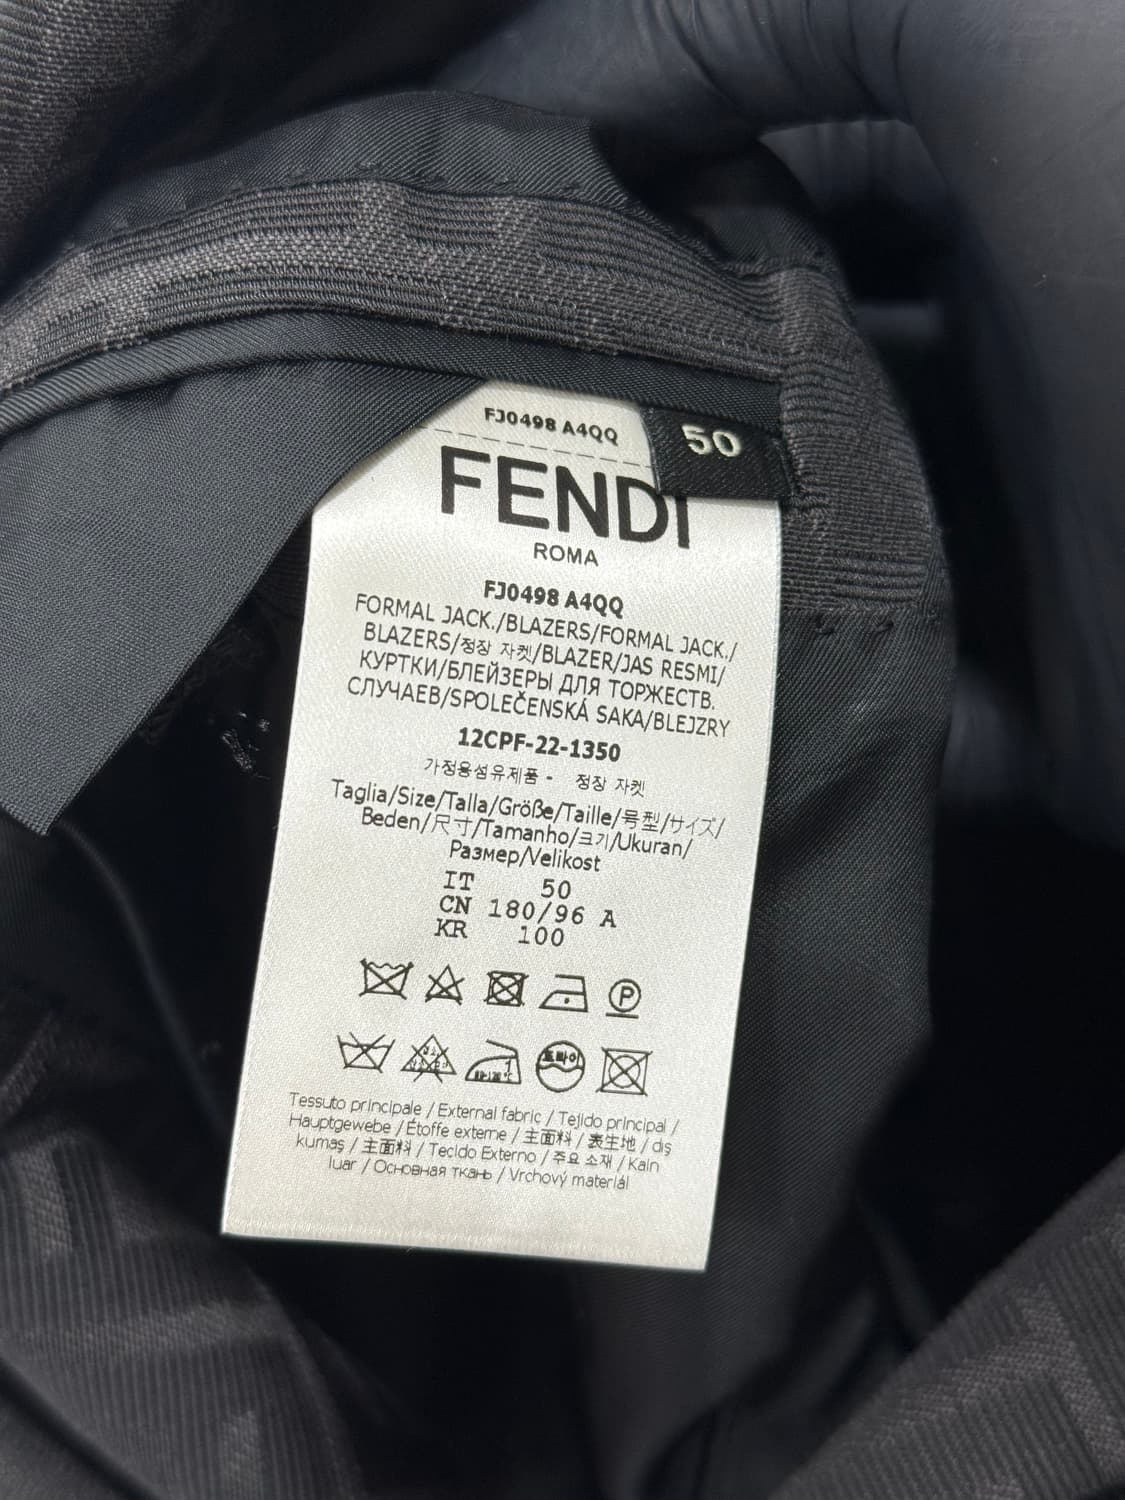 FJ0498 A4QQ
50
FENDI
ROMA
FJ0498 A4QQ
FORMAL JACK./BLAZERS/FORMAL JACK./
BLAZERS/정장 자켓/BLAZER/JAS RESMI/
КУРТКИ/БЛЕЙЗЕРЫ ДЛЯ ТОРЖЕСТВ.
СЛУЧАЕВ/SPOLEČENSKÁ SAKA/BLEJZRY
12CPF-22-1350
가정용섬유제품 - 정장 자켓
Taglia/Size/Talla/Größe/Taille/号型/サイズ/
Beden/尺寸/Tamanho/크기/Ukuran/
Размер/Velikost
IT 50
CN 180/96 A
KR 100
P
드라이
Tessuto principale / External fabric / Tejido principal /
Hauptgewebe / Étoffe externe / 主面料 / 表生地 / dış
kumaş / 主面料 / Tecido Externo / 주요 소재 / Kain
luar / Основная ткань / Vrchový materiál